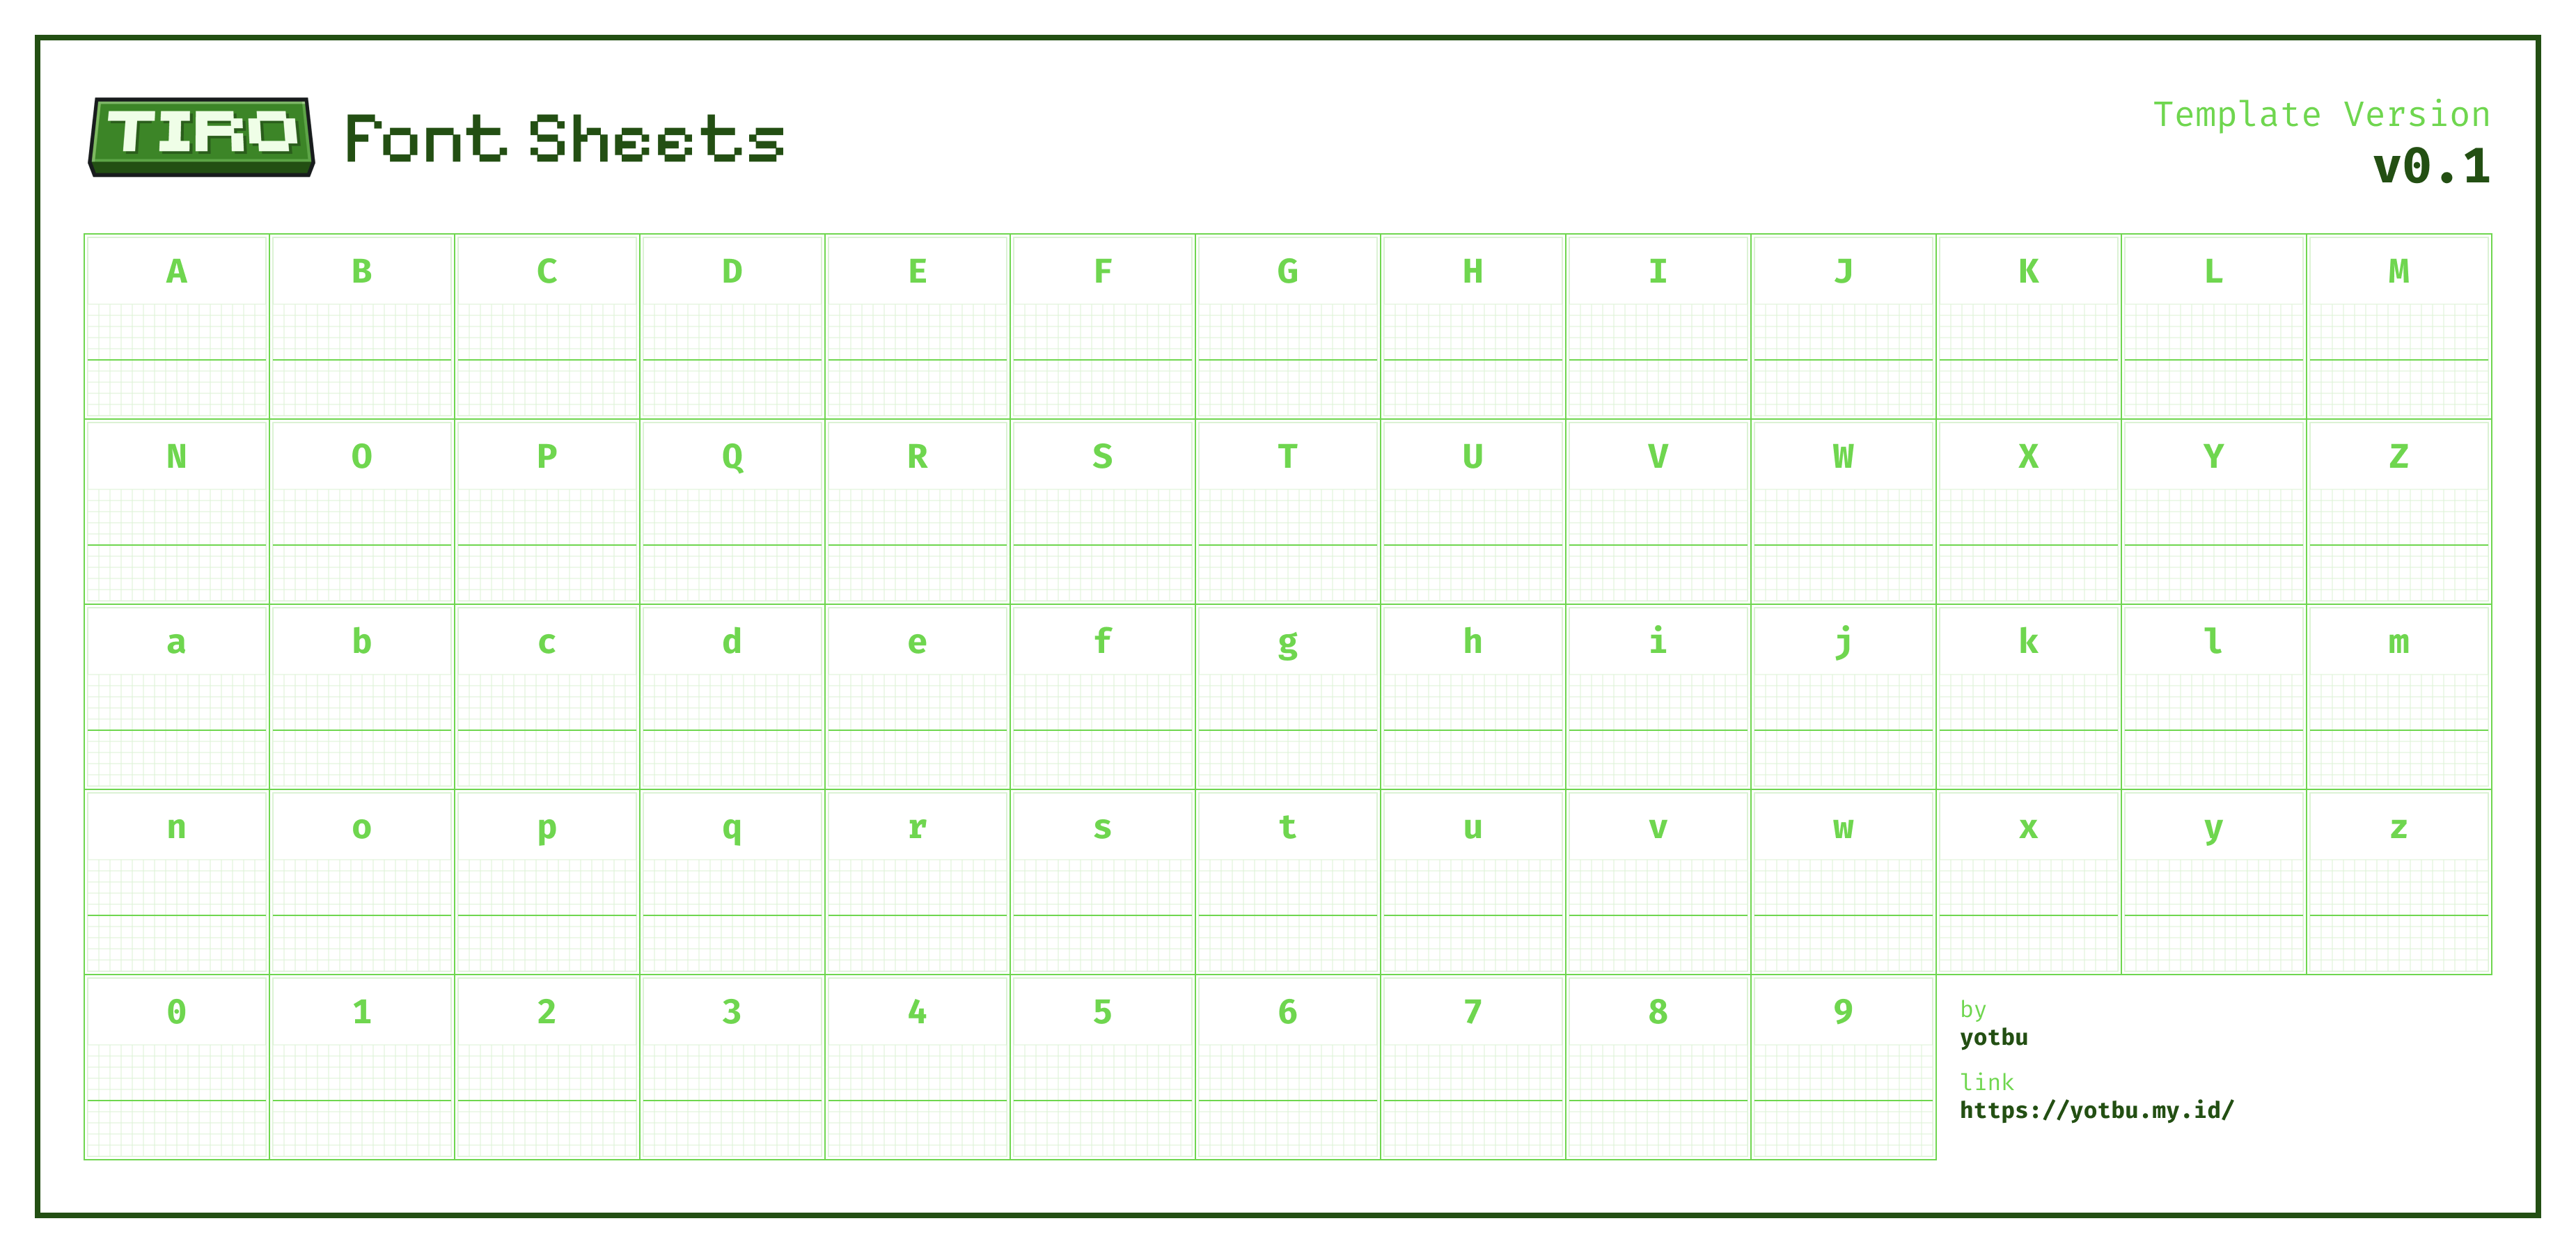 TIRO Font Sheets
Template Version
v0.1
A B C D E F G H I J K L M
N O P Q R S T U V W X Y Z
a b c d e f g h i j k l m
n o p q r s t u v w x y z
0 1 2 3 4 5 6 7 8 9
by
yotbu
link
https://yotbu.my.id/